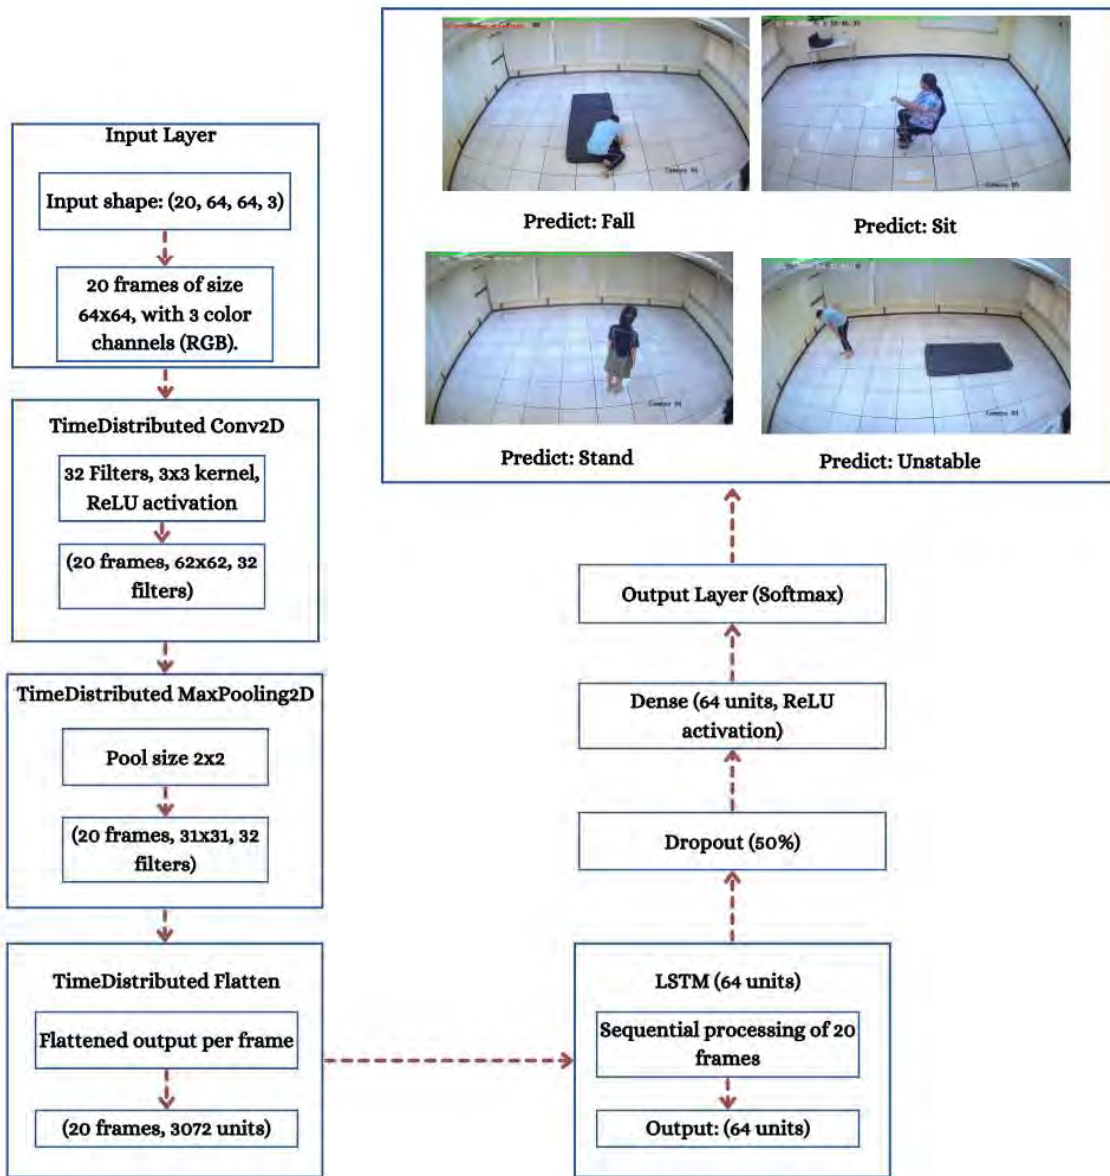 Input Layer
Input shape: (20, 64, 64, 3)
20 frames of size
64x64, with 3 color
channels (RGB).
TimeDistributed Conv2D
32 Filters, 3x3 kernel,
ReLU activation
(20 frames, 62x62, 32
filters)
TimeDistributed MaxPooling2D
Pool size 2x2
(20 frames, 31x31, 32
filters)
TimeDistributed Flatten
Flattened output per frame
(20 frames, 3072 units)
LSTM (64 units)
Sequential processing of 20
frames
Output: (64 units)
Dropout (50%)
Dense (64 units, ReLU
activation)
Output Layer (Softmax)
Camera
Predict: Fall
Camera
Predict: Sit
Camera
Predict: Stand
Camera
Predict: Unstable